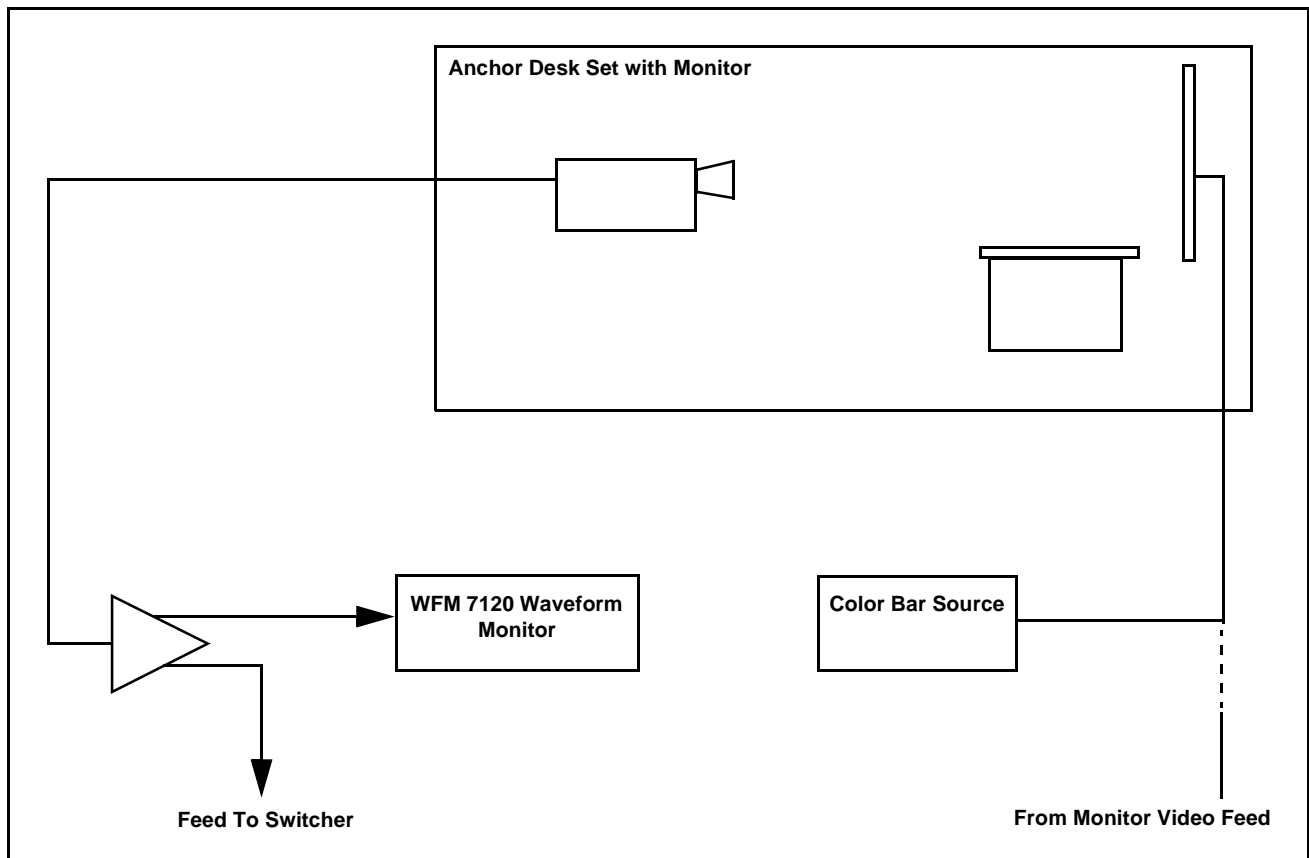 Anchor Desk Set with Monitor
WFM 7120 Waveform
Monitor
Color Bar Source
Feed To Switcher
From Monitor Video Feed